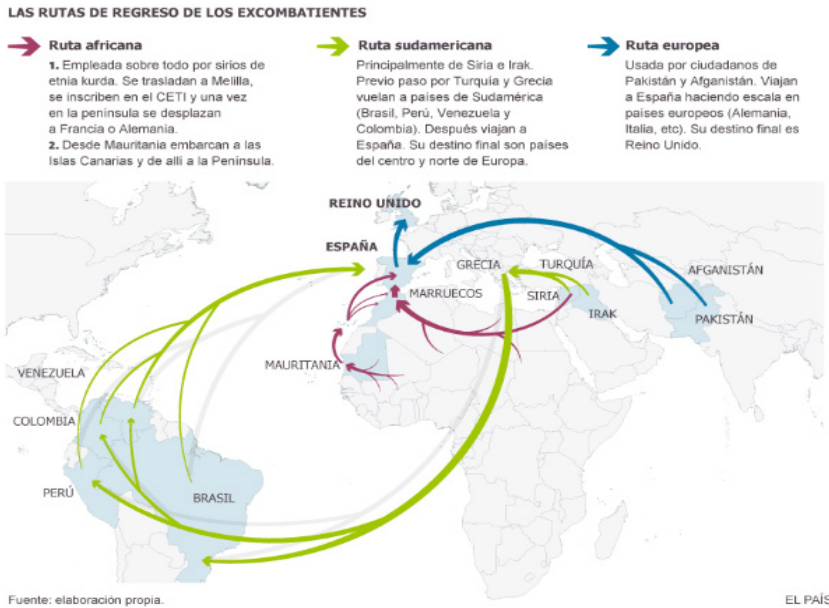 LAS RUTAS DE REGRESO DE LOS EXCOMBATIENTES
Ruta africana
1. Empleada sobre todo por sirios de
etnia kurda. Se trasladan a Melilla,
se inscriben en el CETI y una vez
en la península se desplazan
a Francia o Alemania.
2. Desde Mauritania embarcan a las
Islas Canarias y de alli a la Península.
Ruta sudamericana
Principalmente de Siria e Irak.
Previo paso por Turquía y Grecia
vuelan a países de Sudamérica
(Brasil, Perú, Venezuela y
Colombia). Después viajan a
España. Su destino final son países
del centro y norte de Europa.
Ruta europea
Usada por ciudadanos de
Pakistán y Afganistán. Viajan
a España haciendo escala en
países europeos (Alemania,
Italia, etc). Su destino final es
Reino Unido.
REINO UNIDO
ESPAÑA
GRECIA
TURQUÍA
AFGANISTÁN
MARRUECOS
SIRIA
IRAK
PAKISTÁN
MAURITANIA
VENEZUELA
COLOMBIA
PERÚ
BRASIL
Fuente: elaboración propia.
EL PAÍS